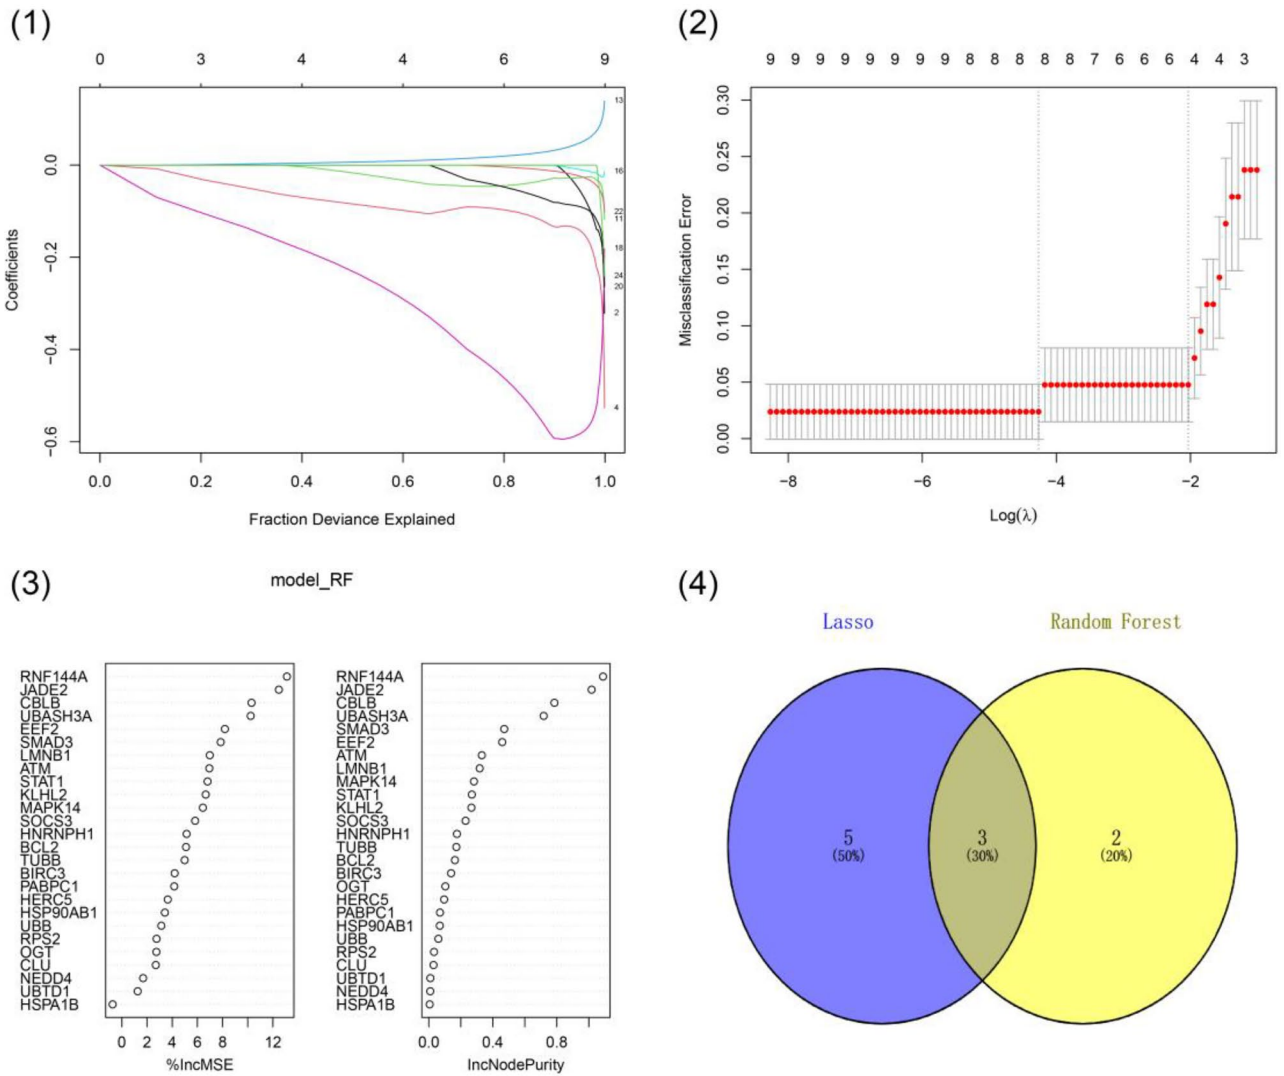 (1)
0 3 4 4 6 9
Coefficients
0.0
−0.2
−0.4
−0.6
13
16
22
11
18
24
20
2
4
0.0 0.2 0.4 0.6 0.8 1.0
Fraction Deviance Explained
(2)
9 9 9 9 9 9 9 9 8 8 8 8 8 7 6 6 6 4 4 3
Misclassification Error
0.30
0.25
0.20
0.15
0.10
0.05
0.00
−8 −6 −4 −2
Log(λ)
(3)
model_RF
RNF144A
JADE2
CBLB
UBASH3A
EEF2
SMAD3
LMNB1
ATM
STAT1
KLHL2
MAPK14
SOCS3
HNRNPH1
BCL2
TUBB
BIRC3
PABPC1
HERC5
HSP90AB1
UBB
RPS2
OGT
CLU
NEDD4
UBTD1
HSPA1B
0 2 4 6 8 12
%IncMSE
RNF144A
JADE2
CBLB
UBASH3A
SMAD3
EEF2
ATM
LMNB1
MAPK14
STAT1
KLHL2
SOCS3
HNRNPH1
TUBB
BCL2
BIRC3
OGT
HERC5
PABPC1
HSP90AB1
UBB
RPS2
CLU
UBTD1
NEDD4
HSPA1B
0.0 0.4 0.8
IncNodePurity
(4)
Lasso
Random Forest
5
(50%)
3
(30%)
2
(20%)